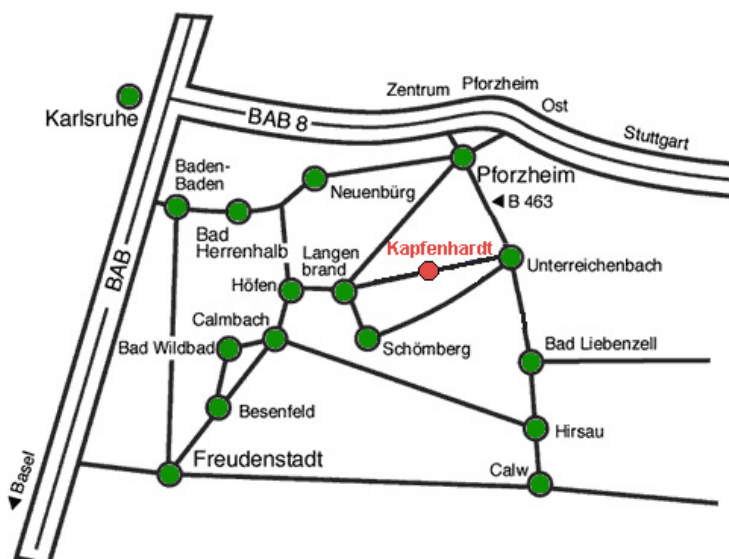 Zentrum
Pforzheim
Ost
Stuttgart
Karlsruhe
BAB 8
Baden-
Baden
Neuenbürg
Pforzheim
◄ B 463
Bad
Herrenhalb
Langen
brand
Kapfenhardt
Unterreichenbach
BAB
Höfen
Calmbach
Bad Wildbad
Schömberg
Bad Liebenzell
Besenfeld
Hirsau
Freudenstadt
Calw
◄ Basel